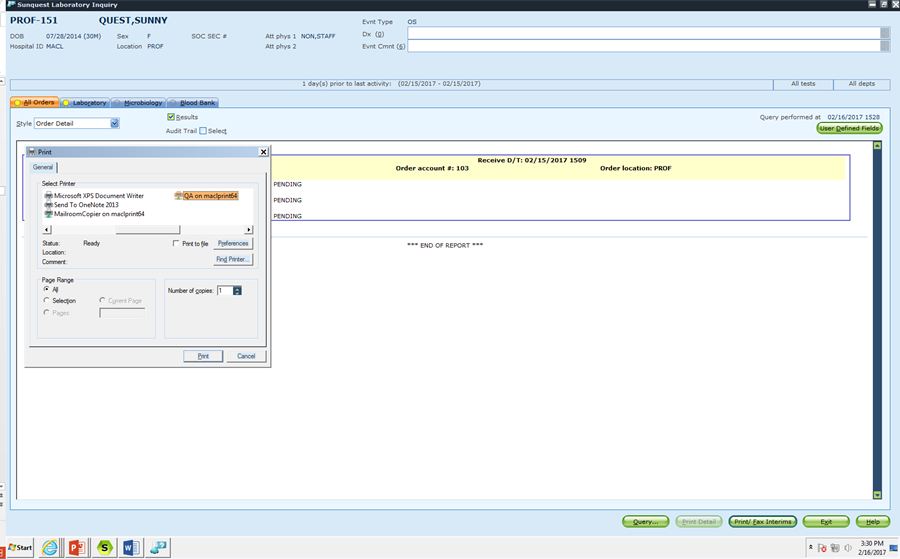 Sunquest Laboratory Inquiry
PROF-151 QUEST,SUNNY
DOB 07/28/2014 (30M) Sex F SOC SEC # Att phys 1 NON,STAFF
Hospital ID MACL Location PROF Att phys 2
Evnt Type OS
Dx (0)
Evnt Cmnt (6)
1 day(s) prior to last activity: (02/15/2017 - 02/15/2017) All tests All depts
All Orders Laboratory Microbiology Blood Bank
Style Order Detail Results
Audit Trail Select
Query performed at 02/16/2017 1528
User Defined Fields
Receive D/T: 02/15/2017 1509
Order account #: 103 Order location: PROF
PENDING
PENDING
PENDING
*** END OF REPORT ***
Print
General
Select Printer
Microsoft XPS Document Writer QA on maclprint64
Send To OneNote 2013
MailroomCopier on maclprint64
Status: Ready Print to file Preferences
Location:
Comment: Find Printer...
Page Range
All
Selection Current Page
Pages:
Number of copies: 1
Print Cancel
Query... Print Detail Print/ Fax Interims Exit Help
Start
3:30 PM
2/16/2017